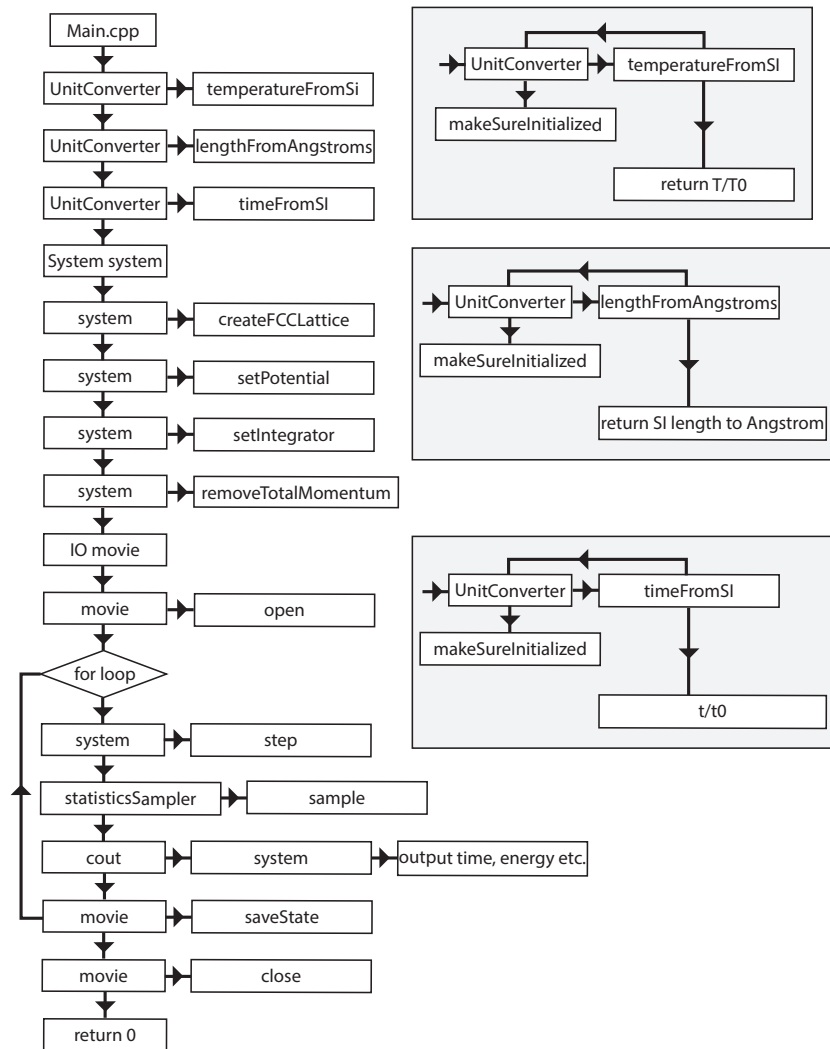 Main.cpp
UnitConverter
temperatureFromSi
UnitConverter
lengthFromAngstroms
UnitConverter
timeFromSI
System system
system
createFCCLattice
system
setPotential
system
setIntegrator
system
removeTotalMomentum
IO movie
movie
open
for loop
system
step
statisticsSampler
sample
cout
system
output time, energy etc.
movie
saveState
movie
close
return 0
UnitConverter
temperatureFromSI
makeSureInitialized
return T/T0
UnitConverter
lengthFromAngstroms
makeSureInitialized
return SI length to Angstrom
UnitConverter
timeFromSI
makeSureInitialized
t/t0